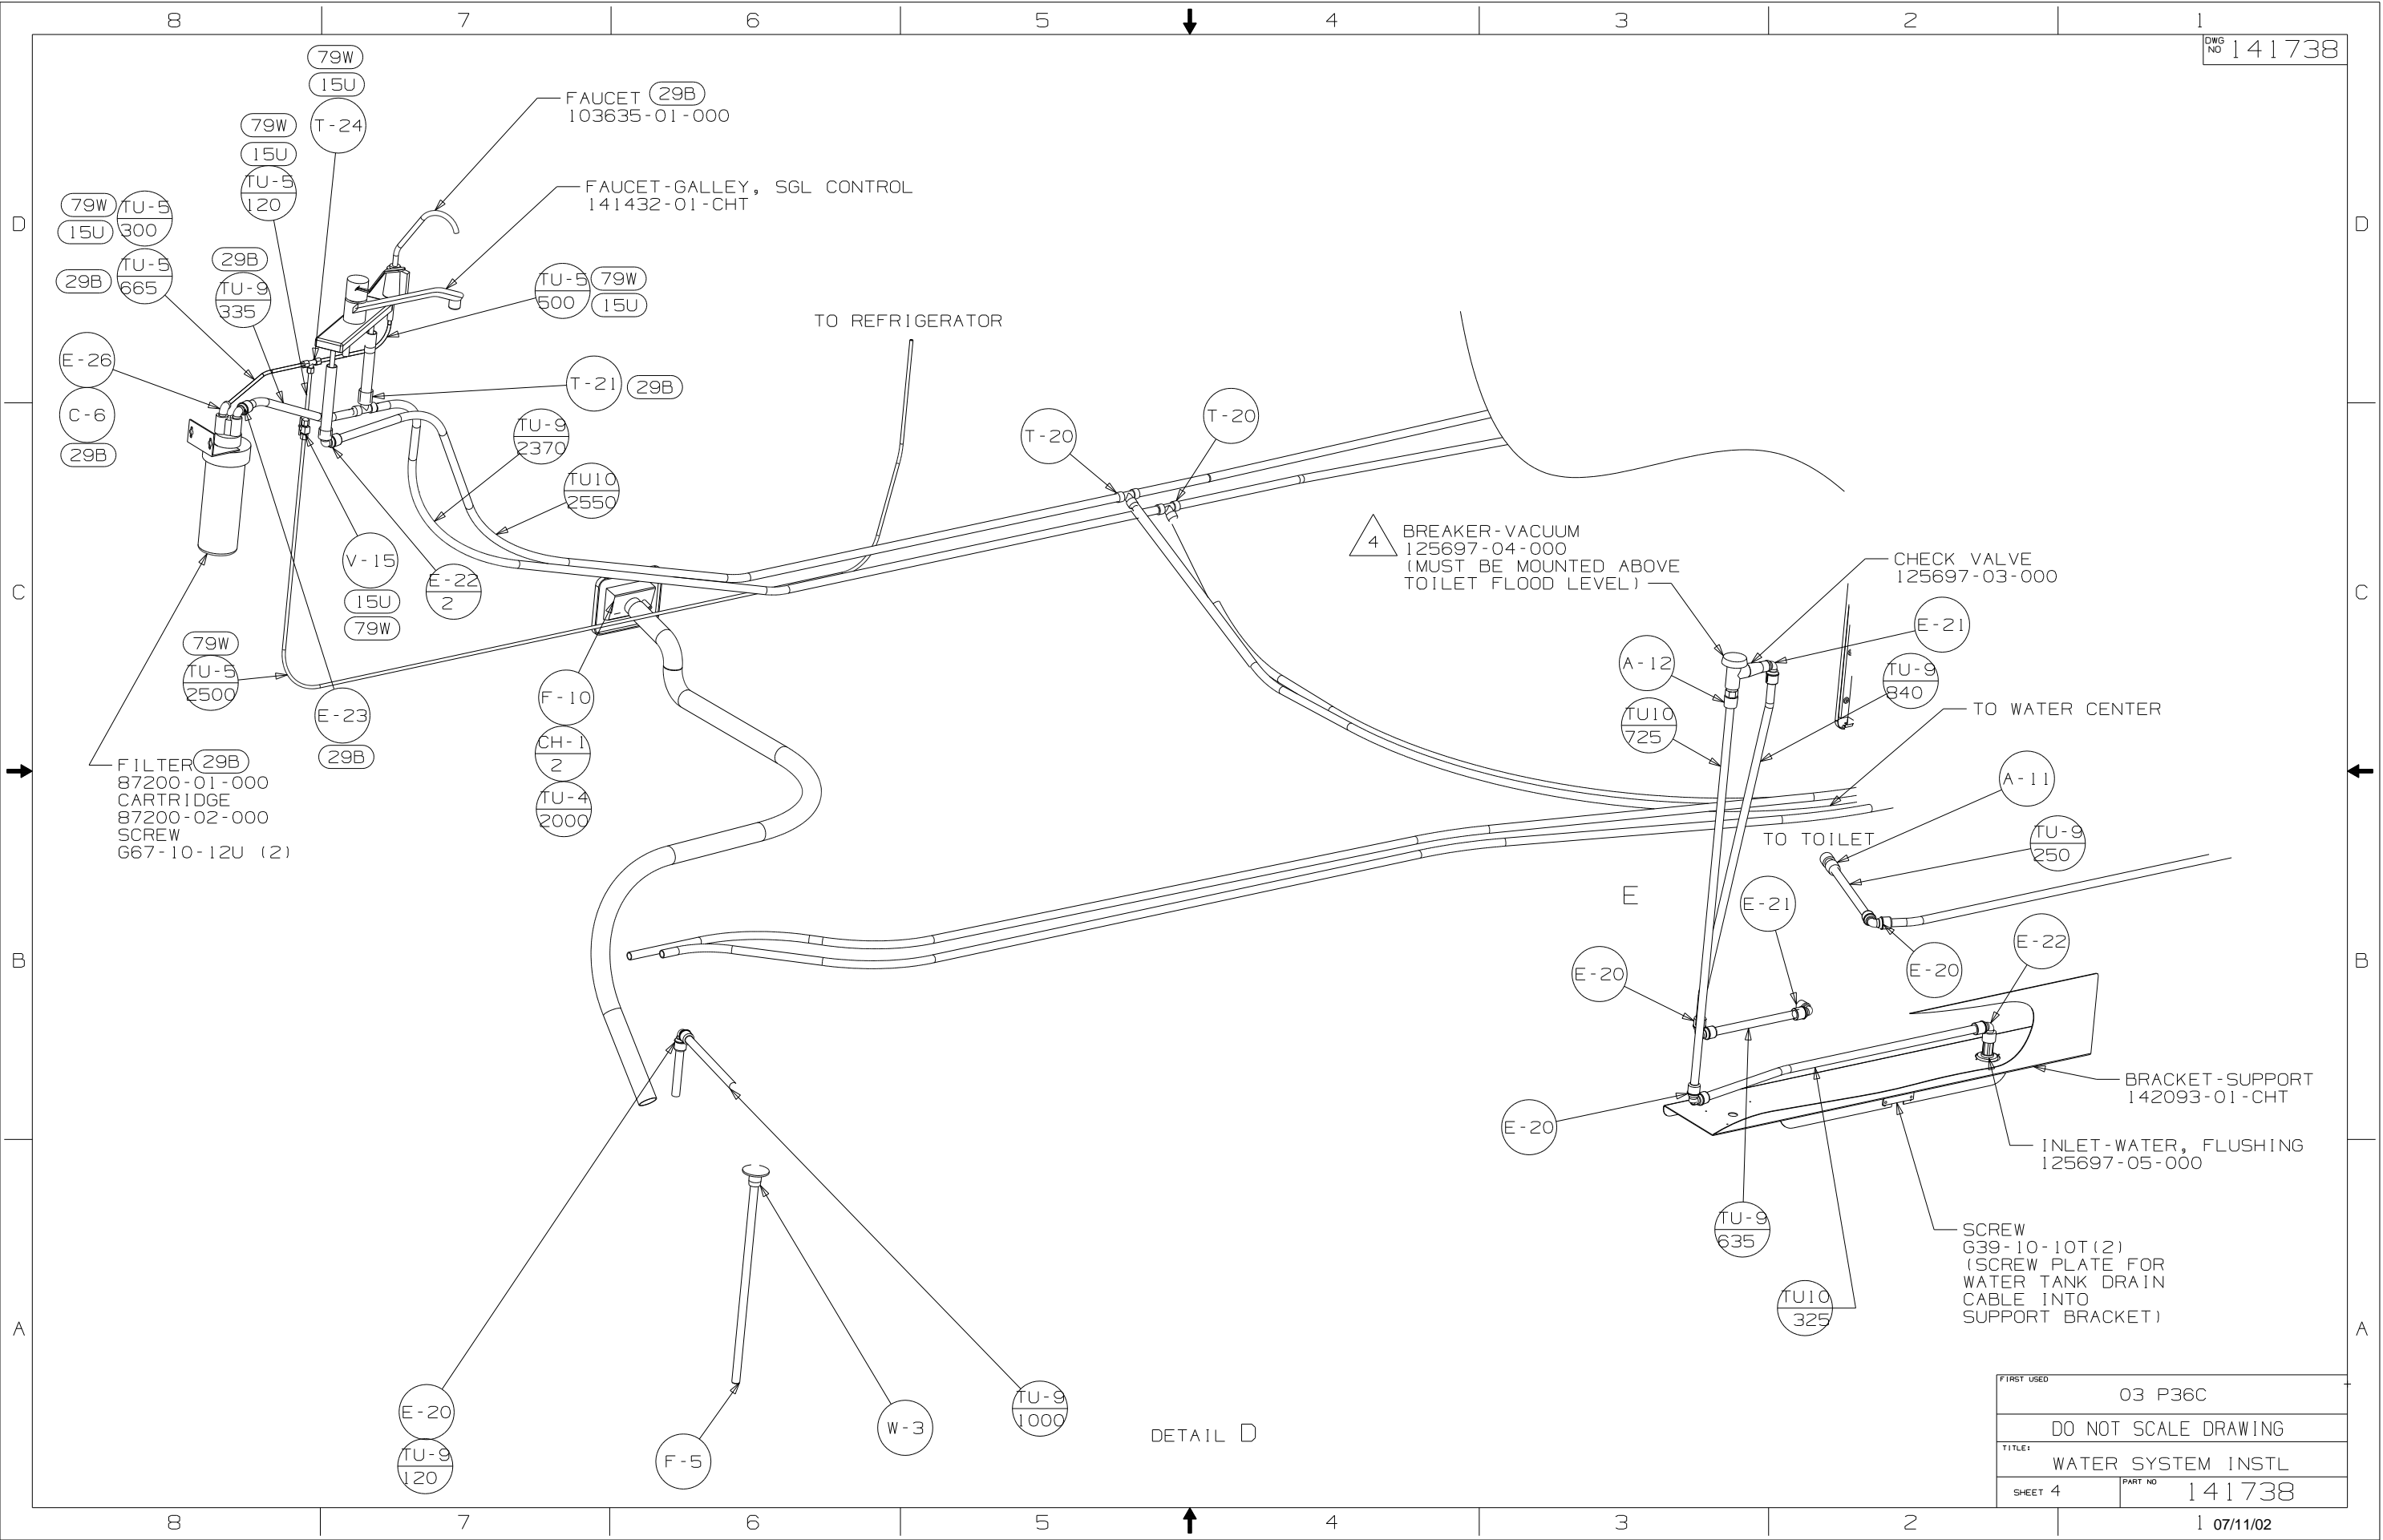 8 7 6 5 4 3 2 1
DWG NO 141738
79W
15U
T-24
79W
15U
TU-5
120
FAUCET 29B
103635-01-000
FAUCET-GALLEY, SGL CONTROL
141432-01-CHT
79W
15U
TU-5
300
29B
TU-5
665
29B
TU-9
335
TU-5
500
79W
15U
D
D
TO REFRIGERATOR
E-26
C-6
29B
T-21
29B
TU-9
2370
TU10
2550
T-20
T-20
V-15
15U
79W
E-22
2
4
BREAKER-VACUUM
125697-04-000
(MUST BE MOUNTED ABOVE
TOILET FLOOD LEVEL)
CHECK VALVE
125697-03-000
C
C
E-21
A-12
TU-9
840
TU10
725
79W
TU-5
2500
E-23
29B
F-10
CH-1
2
TU-4
2000
TO WATER CENTER
FILTER 29B
87200-01-000
CARTRIDGE
87200-02-000
SCREW
G67-10-12U (2)
A-11
TO TOILET
TU-9
250
E
E-21
E-22
E-20
E-20
B
B
E-20
BRACKET-SUPPORT
142093-01-CHT
INLET-WATER, FLUSHING
125697-05-000
TU-9
635
SCREW
G39-10-10T(2)
(SCREW PLATE FOR
WATER TANK DRAIN
CABLE INTO
SUPPORT BRACKET)
TU10
325
A
A
E-20
TU-9
120
F-5
W-3
TU-9
1000
DETAIL D
FIRST USED
03 P36C
DO NOT SCALE DRAWING
TITLE:
WATER SYSTEM INSTL
SHEET 4
PART NO
141738
8 7 6 5 4 3 2 1
07/11/02